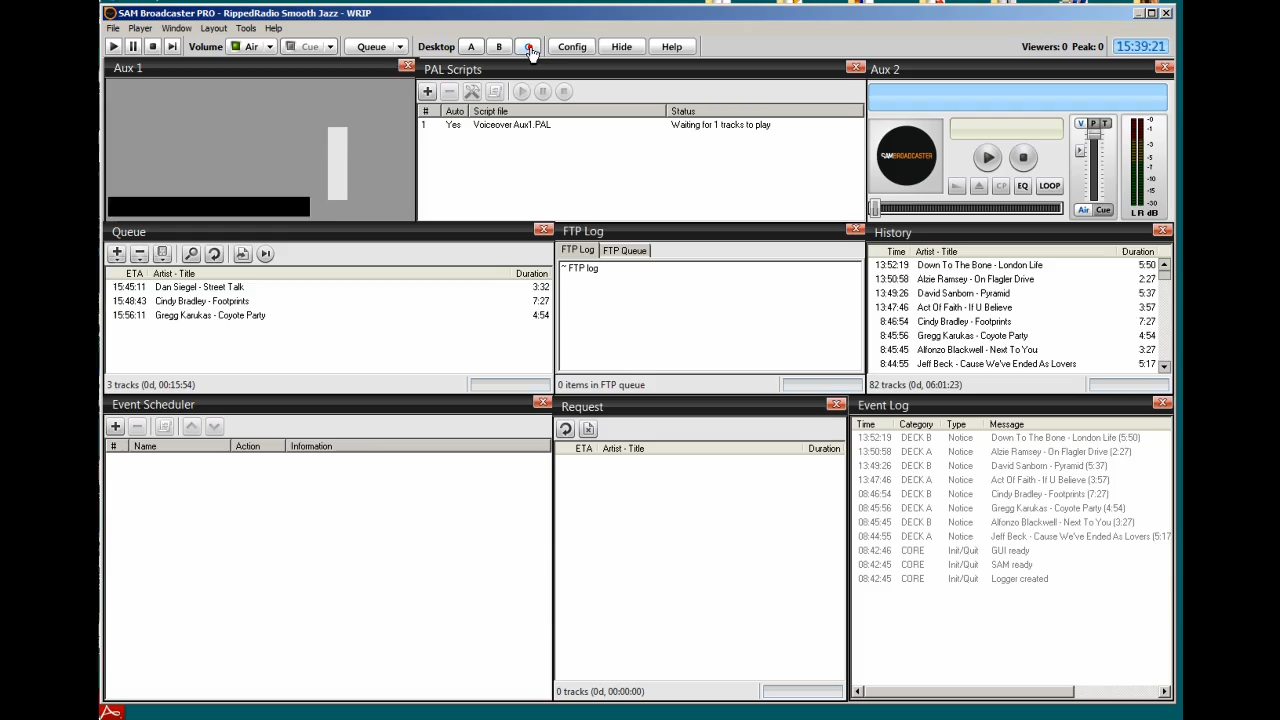 SAM Broadcaster PRO - RippedRadio Smooth Jazz - WRIP
File Player Window Layout Tools Help
Volume Air Cue Queue Desktop A B Config Hide Help Viewers: 0 Peak: 0 15:39:21
Aux 1
PAL Scripts
# Auto Script file Status
1 Yes Voiceover Aux1.PAL Waiting for 1 tracks to play
Aux 2
SAMBROADCASTER
V P T
CP EQ LOOP
Air Cue
-0
-1
-3
-5
-7
-10
-15
-30
L R dB
Queue
ETA Artist - Title Duration
15:45:11 Dan Siegel - Street Talk 3:32
15:48:43 Cindy Bradley - Footprints 7:27
15:56:11 Gregg Karukas - Coyote Party 4:54
3 tracks (0d, 00:15:54)
FTP Log
FTP Log FTP Queue
~ FTP log
0 items in FTP queue
History
Time Artist - Title Duration
13:52:19 Down To The Bone - London Life 5:50
13:50:58 Alzie Ramsey - On Flagler Drive 2:27
13:49:26 David Sanborn - Pyramid 5:37
13:47:46 Act Of Faith - If U Believe 3:57
8:46:54 Cindy Bradley - Footprints 7:27
8:45:56 Gregg Karukas - Coyote Party 4:54
8:45:45 Alfonzo Blackwell - Next To You 3:27
8:44:55 Jeff Beck - Cause We've Ended As Lovers 5:17
82 tracks (0d, 06:01:23)
Event Scheduler
# Name Action Information
Request
ETA Artist - Title Duration
0 tracks (0d, 00:00:00)
Event Log
Time Category Type Message
13:52:19 DECK B Notice Down To The Bone - London Life (5:50)
13:50:58 DECK A Notice Alzie Ramsey - On Flagler Drive (2:27)
13:49:26 DECK B Notice David Sanborn - Pyramid (5:37)
13:47:46 DECK A Notice Act Of Faith - If U Believe (3:57)
08:46:54 DECK B Notice Cindy Bradley - Footprints (7:27)
08:45:56 DECK A Notice Gregg Karukas - Coyote Party (4:54)
08:45:45 DECK B Notice Alfonzo Blackwell - Next To You (3:27)
08:44:55 DECK A Notice Jeff Beck - Cause We've Ended As Lovers (5:17
08:42:46 CORE Init/Quit GUI ready
08:42:45 CORE Init/Quit SAM ready
08:42:45 CORE Init/Quit Logger created